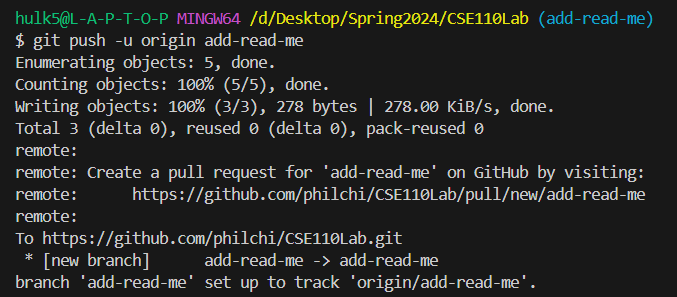 hulk5@L-A-P-T-O-P MINGW64 /d/Desktop/Spring2024/CSE110Lab (add-read-me)
$ git push -u origin add-read-me
Enumerating objects: 5, done.
Counting objects: 100% (5/5), done.
Writing objects: 100% (3/3), 278 bytes | 278.00 KiB/s, done.
Total 3 (delta 0), reused 0 (delta 0), pack-reused 0
remote:
remote: Create a pull request for 'add-read-me' on GitHub by visiting:
remote:      https://github.com/philchi/CSE110Lab/pull/new/add-read-me
remote:
To https://github.com/philchi/CSE110Lab.git
 * [new branch]      add-read-me -> add-read-me
branch 'add-read-me' set up to track 'origin/add-read-me'.